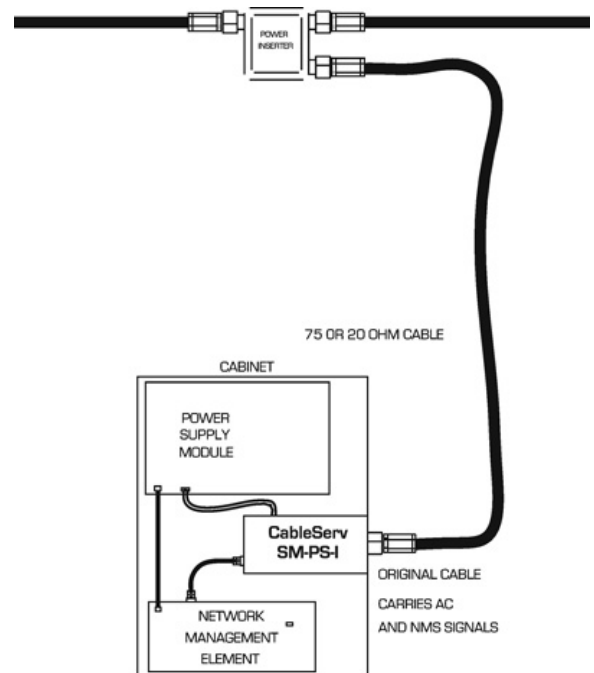 POWER
INSERTER
75 OR 20 OHM CABLE
CABINET
POWER
SUPPLY
MODULE
CableServ
SM-PS-I
ORIGINAL CABLE
CARRIES AC
AND NMS SIGNALS
NETWORK
MANAGEMENT
ELEMENT